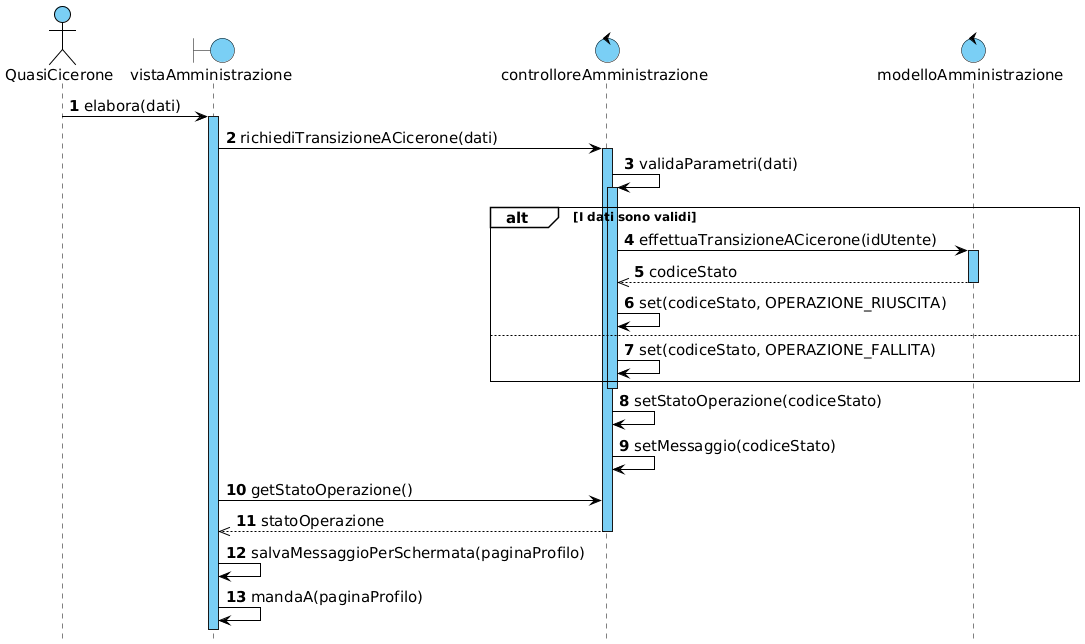 QuasiCicerone
vistaAmministrazione
controlloreAmministrazione
modelloAmministrazione
1 elabora(dati)
2 richiediTransizioneACicerone(dati)
3 validaParametri(dati)
alt [I dati sono validi]
4 effettuaTransizioneACicerone(idUtente)
5 codiceStato
6 set(codiceStato, OPERAZIONE_RIUSCITA)
7 set(codiceStato, OPERAZIONE_FALLITA)
8 setStatoOperazione(codiceStato)
9 setMessaggio(codiceStato)
10 getStatoOperazione()
11 statoOperazione
12 salvaMessaggioPerSchermata(paginaProfilo)
13 mandaA(paginaProfilo)